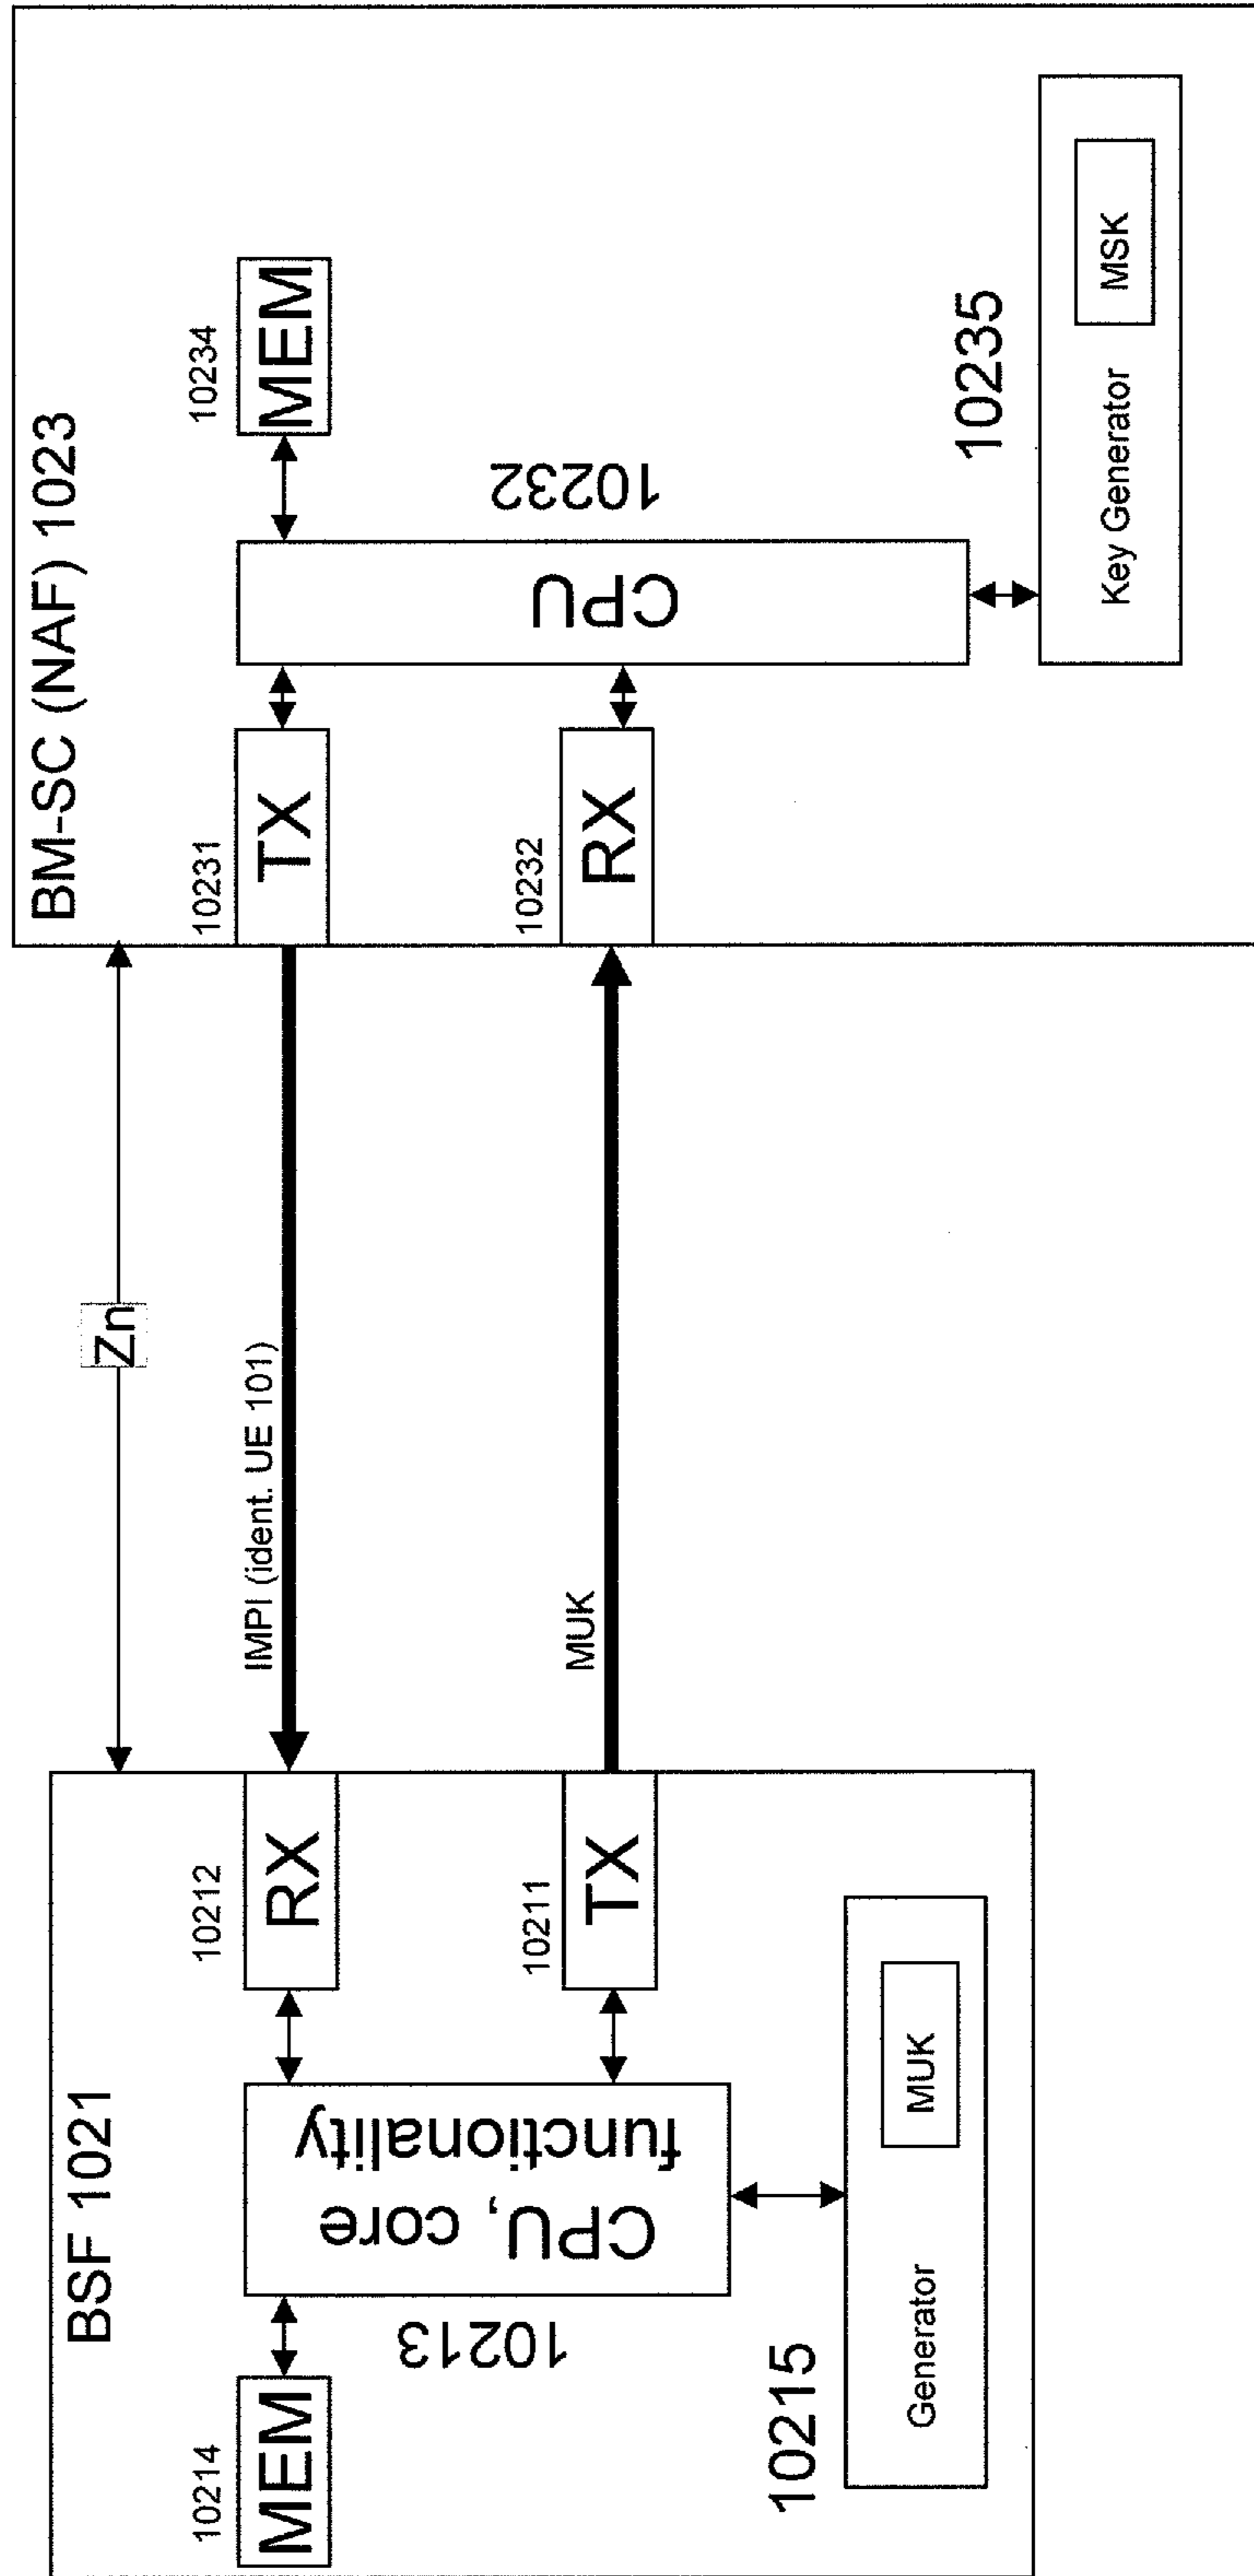 BSF 1021
10214
MEM
10213
CPU, core
functionality
10212
RX
10211
TX
10215
Generator
MUK
Zn
IMPI (ident. UE 101)
MUK
BM-SC (NAF) 1023
10231
TX
10232
RX
CPU
10232
10234
MEM
10235
Key Generator
MSK